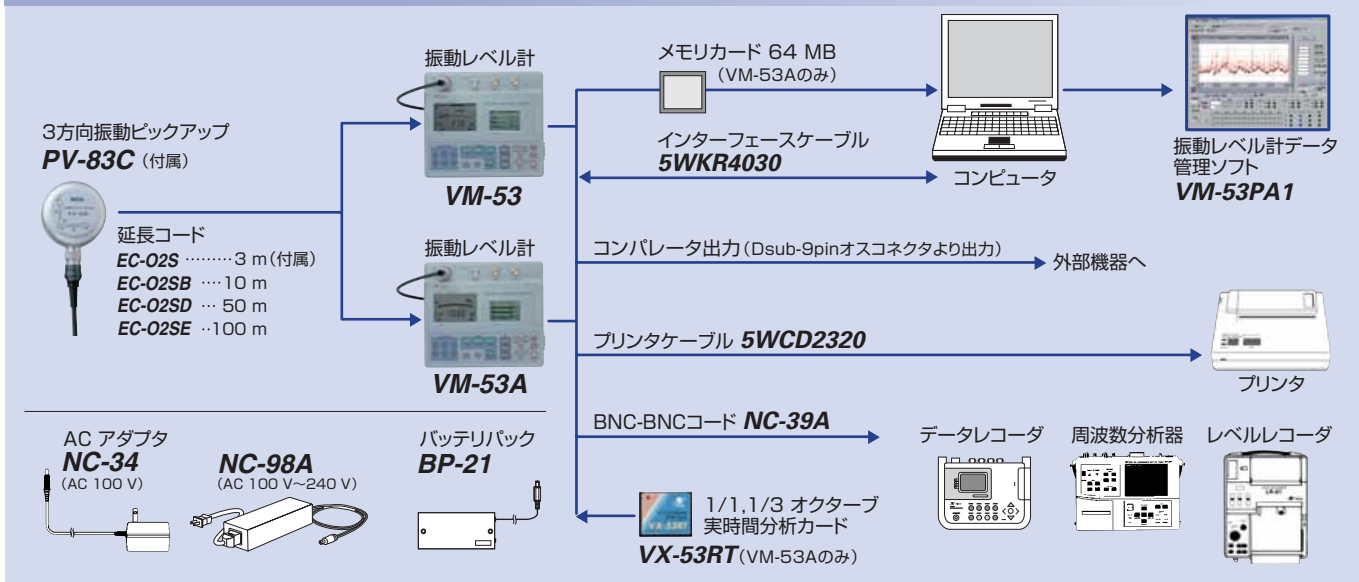 3方向振動ピックアップ
PV-83C（付属）
延長コード
EC-02S ………3 m（付属）
EC-02SB ‥‥10 m
EC-02SD … 50 m
EC-02SE ‥100 m
振動レベル計
VM-53
振動レベル計
VM-53A
メモリカード 64 MB
（VM-53Aのみ）
インターフェースケーブル
5WKR4030
コンピュータ
振動レベル計データ
管理ソフト
VM-53PA1
コンパレータ出力（Dsub-9pinオスコネクタより出力）
外部機器へ
プリンタケーブル 5WCD2320
プリンタ
BNC-BNCコード NC-39A
データレコーダ
周波数分析器
レベルレコーダ
VX-53RT
1/1,1/3 オクターブ
実時間分析カード
VX-53RT（VM-53Aのみ）
AC アダプタ
NC-34
（AC 100 V）
NC-98A
（AC 100 V～240 V）
バッテリパック
BP-21